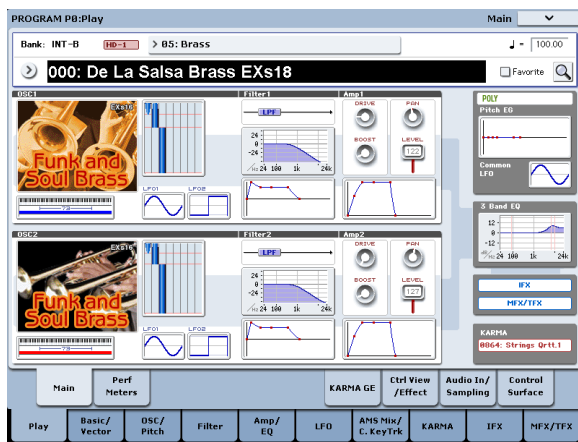 PROGRAM P0:Play
Main
Bank: INT-B
HD-1
05: Brass
♩ = 100.00
000: De La Salsa Brass EXs18
Favorite
OSC1
Filter1
Amp1
EXs16
Funk and
Soul Brass
LPF
DRIVE
PAN
BOOST
LEVEL
122
24
0
-24
Hz 24 100 1k 24k
LFO1
LFO2
73
POLY
Pitch EG
Common
LFO
3 Band EQ
12
0
-12
Hz 24 100 1k 24k
OSC2
Filter2
Amp2
EXs16
Funk and
Soul Brass
LPF
DRIVE
PAN
BOOST
LEVEL
127
24
0
-24
Hz 24 100 1k 24k
LFO1
LFO2
73
IFX
MFX/TFX
KARMA
0064: Strings Qrtt.1
Main
Perf
Meters
KARMA GE
Ctrl View
/Effect
Audio In/
Sampling
Control
Surface
Play
Basic/
Vector
OSC/
Pitch
Filter
Amp/
EQ
LFO
AMS Mix/
C.KeyTrk
KARMA
IFX
MFX/TFX